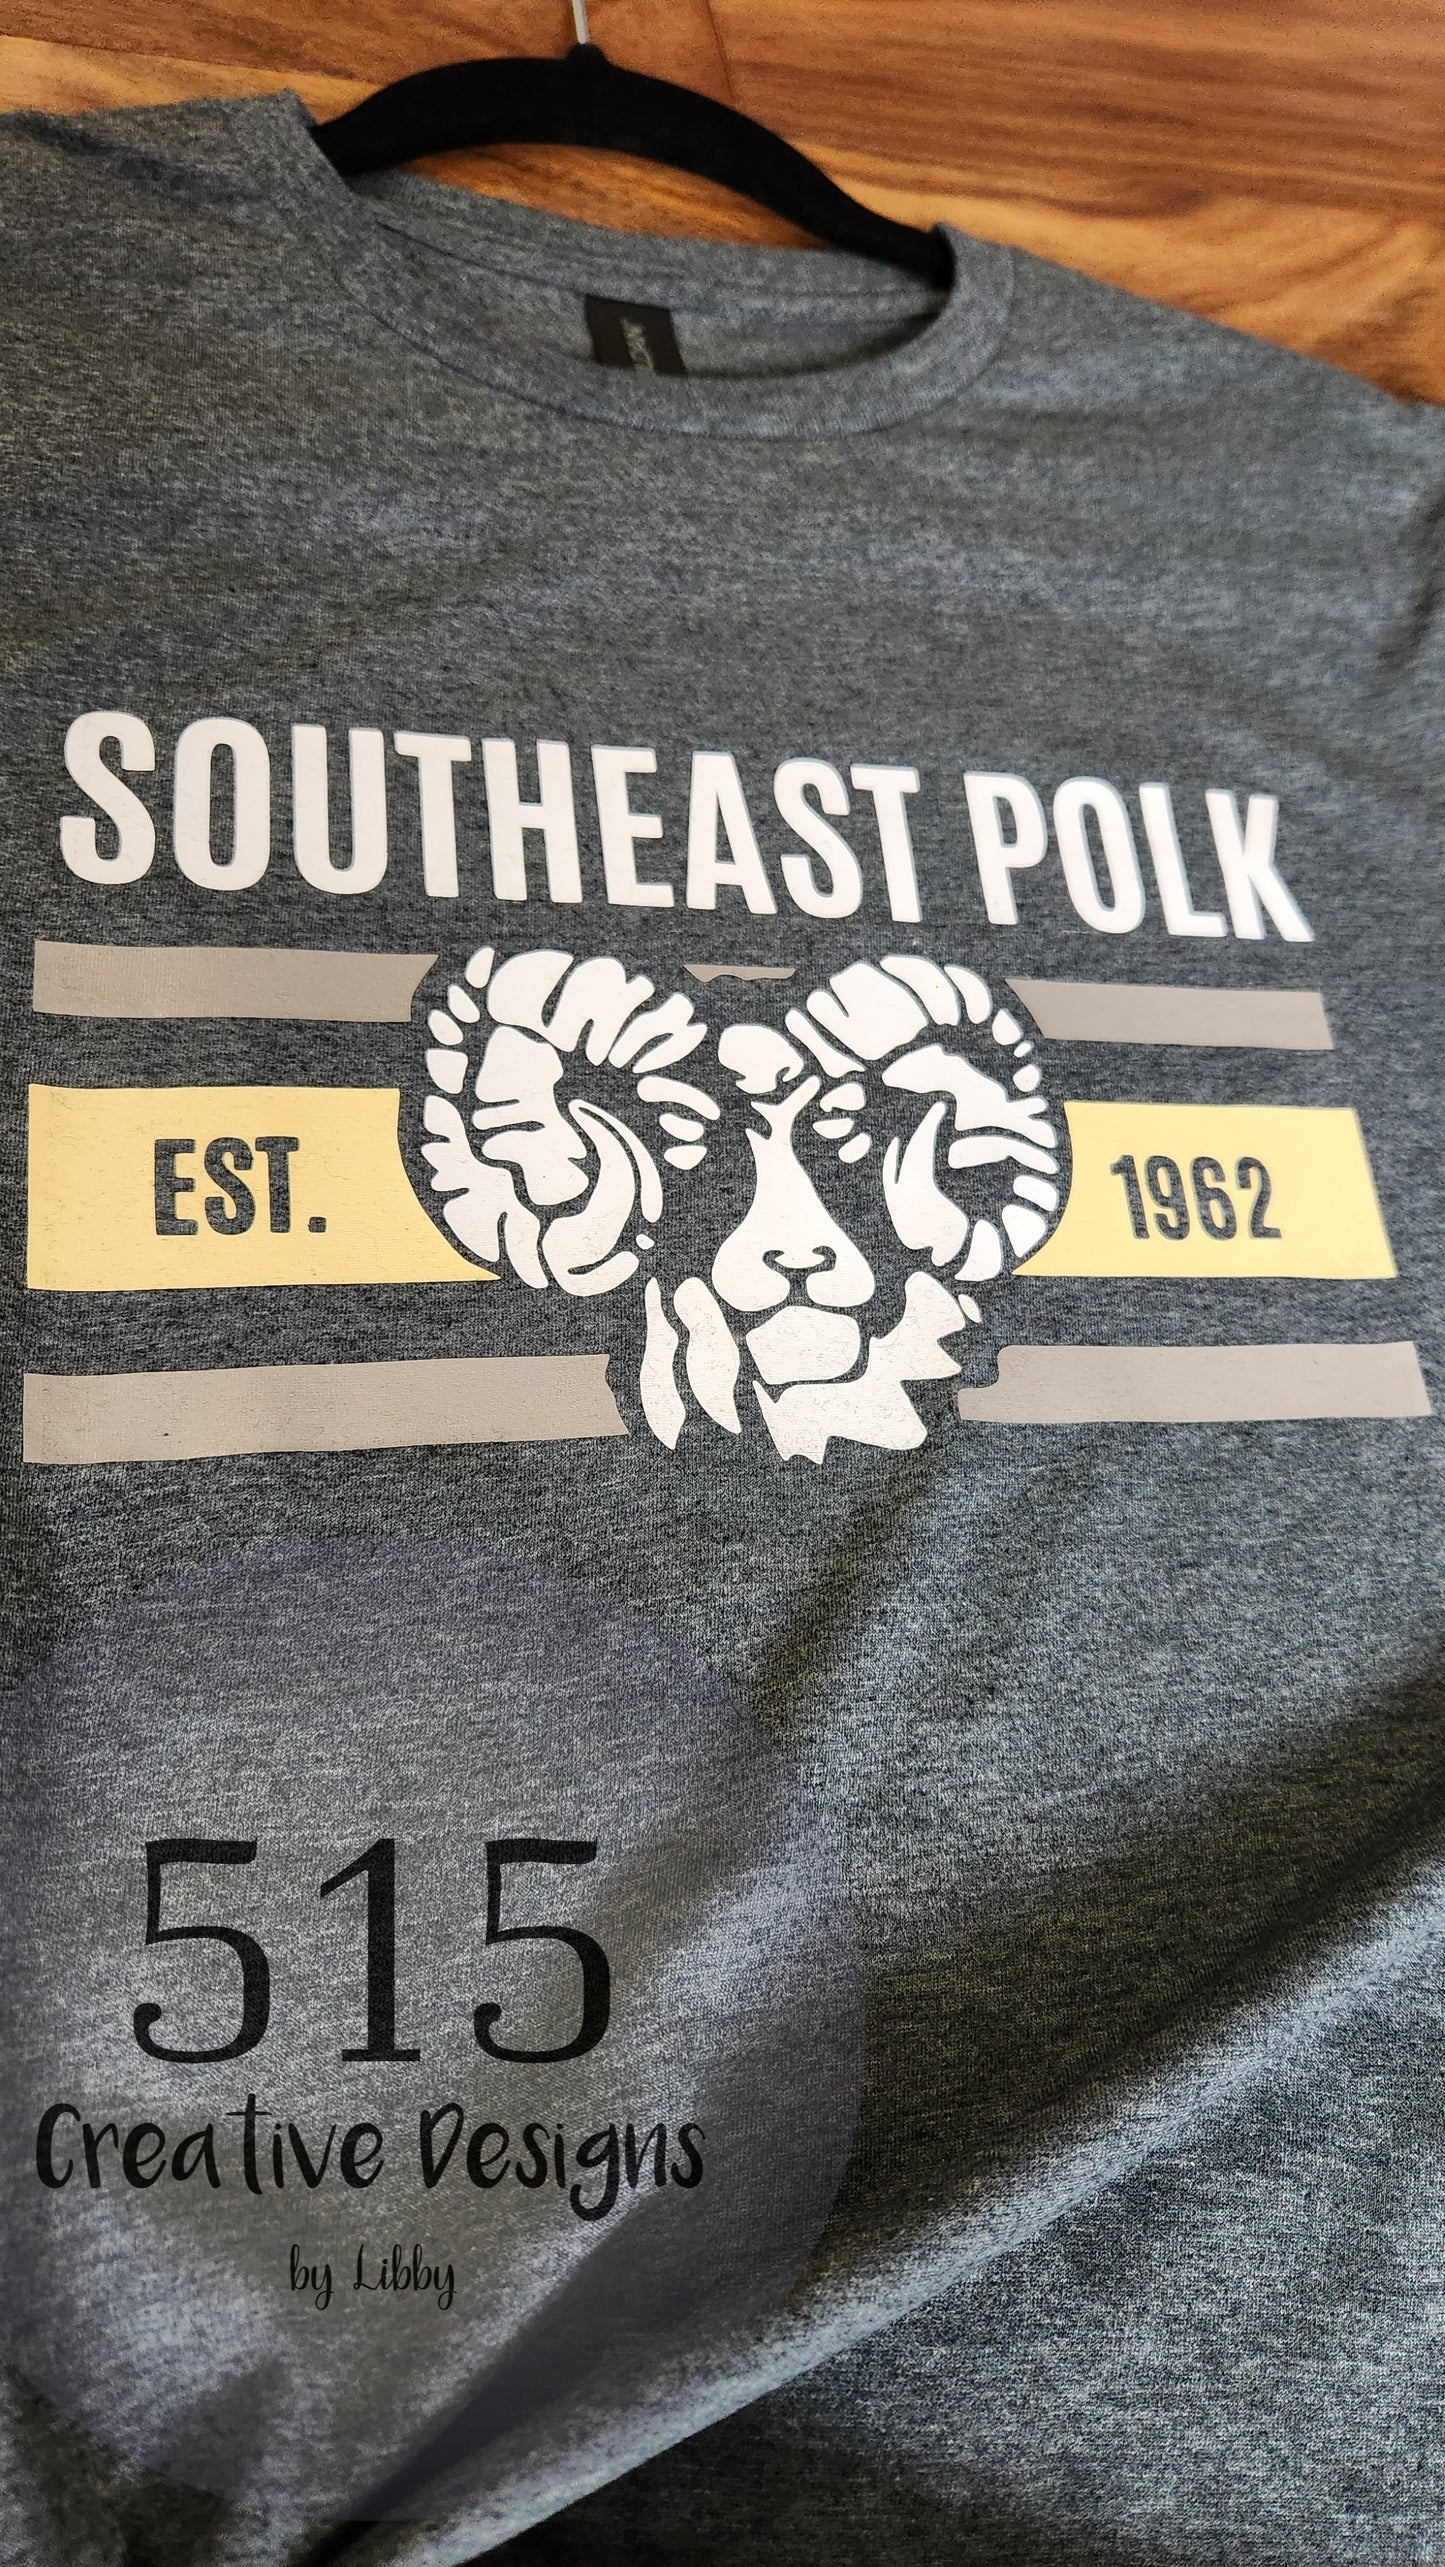 SOUTHEAST POLK
EST.
1962
515
Creative Designs
by Libby